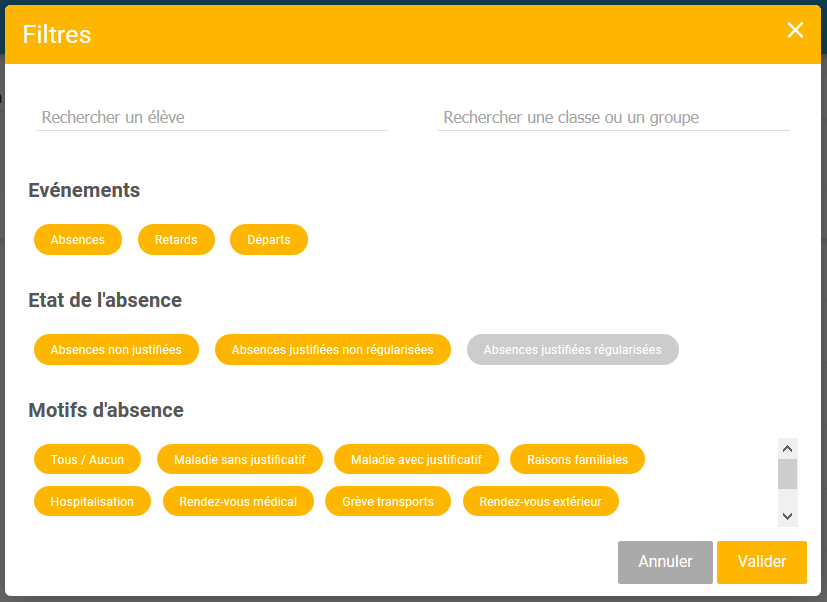 Filtres
Rechercher un élève Rechercher une classe ou un groupe
Evénements
Absences Retards Départs
Etat de l'absence
Absences non justifiées Absences justifiées non régularisées Absences justifiées régularisées
Motifs d'absence
Tous / Aucun Maladie sans justificatif Maladie avec justificatif Raisons familiales
Hospitalisation Rendez-vous médical Grève transports Rendez-vous extérieur
Annuler Valider